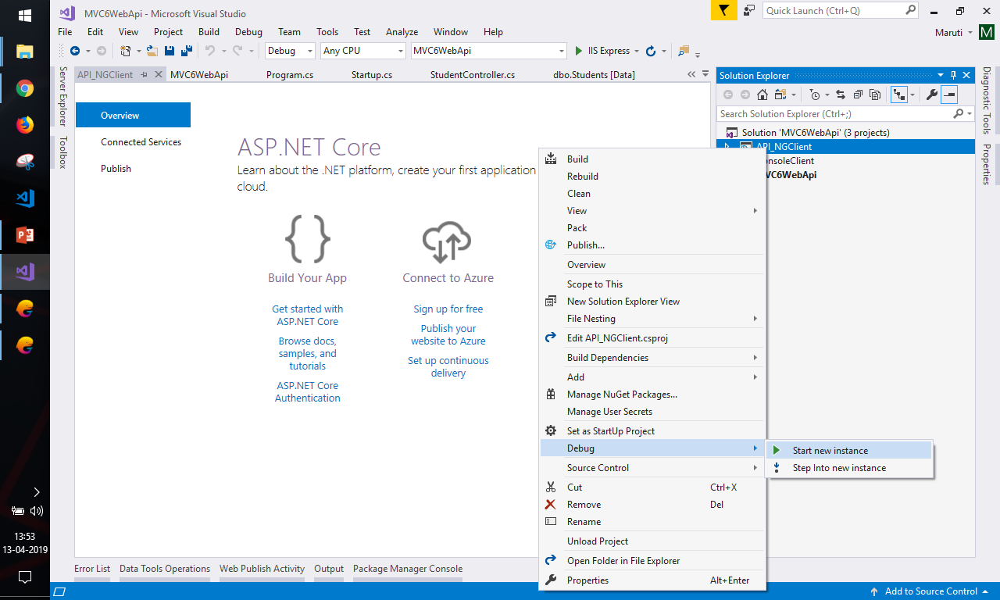 MVC6WebApi - Microsoft Visual Studio
Quick Launch (Ctrl+Q)
File Edit View Project Build Debug Team Tools Test Analyze Window Help
Maruti M
Debug Any CPU MVC6WebApi IIS Express
Server Explorer
Toolbox
API_NGClient MVC6WebApi Program.cs Startup.cs StudentController.cs dbo.Students [Data]
Overview
Connected Services
Publish
ASP.NET Core
Learn about the .NET platform, create your first application
cloud.
Build Your App
Get started with
ASP.NET Core
Browse docs,
samples, and
tutorials
ASP.NET Core
Authentication
Connect to Azure
Sign up for free
Publish your
website to Azure
Set up continuous
delivery
Solution Explorer
Search Solution Explorer (Ctrl+;)
Solution 'MVC6WebApi' (3 projects)
API_NGClient
onsoleClient
VC6WebApi
Diagnostic Tools
Properties
Build
Rebuild
Clean
View
Pack
Publish...
Overview
Scope to This
New Solution Explorer View
File Nesting
Edit API_NGClient.csproj
Build Dependencies
Add
Manage NuGet Packages...
Manage User Secrets
Set as StartUp Project
Debug
Source Control
Cut Ctrl+X
Remove Del
Rename
Unload Project
Open Folder in File Explorer
Properties Alt+Enter
Start new instance
Step Into new instance
Error List Data Tools Operations Web Publish Activity Output Package Manager Console
Add to Source Control
13:53
13-04-2019